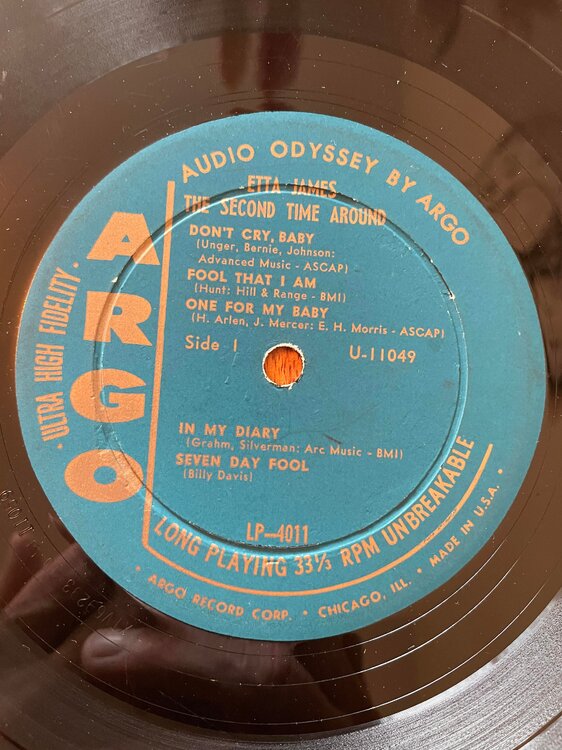 AUDIO ODYSSEY BY ARGO
ETTA JAMES
THE SECOND TIME AROUND
DON'T CRY, BABY
(Unger, Bernie, Johnson:
Advanced Music - ASCAP)
FOOL THAT I AM
(Hunt: Hill & Range - BMI)
ONE FOR MY BABY
(H. Arlen, J. Mercer: E. H. Morris - ASCAP)
Side 1
U-11049
IN MY DIARY
(Grahm, Silverman: Arc Music - BMI)
SEVEN DAY FOOL
(Billy Davis)
LP—4011
ARGO
· ULTRA HIGH FIDELITY ·
LONG PLAYING 33⅓ RPM UNBREAKABLE
· ARGO RECORD CORP. · CHICAGO, ILL. · MADE IN U.S.A. ·